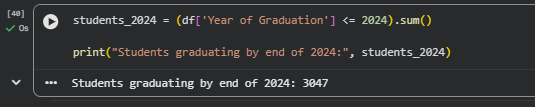 [40]
0s
students_2024 = (df['Year of Graduation'] <= 2024).sum()
print("Students graduating by end of 2024:", students_2024)
Students graduating by end of 2024: 3047